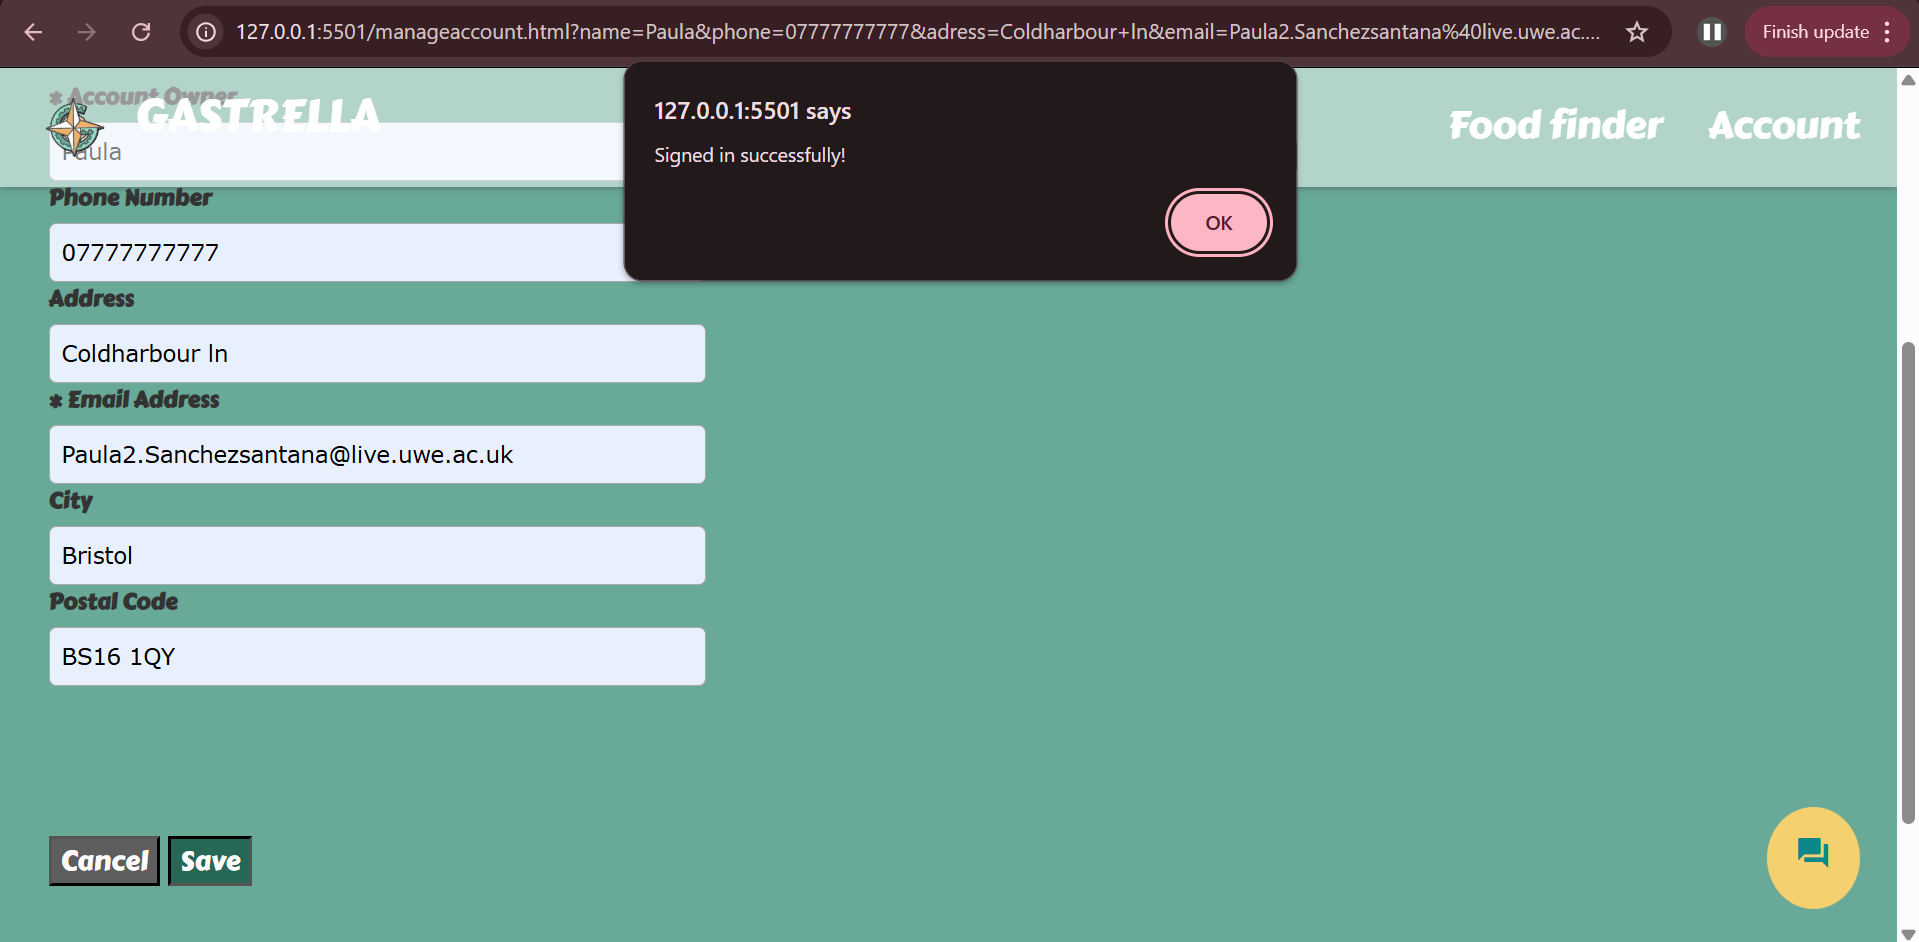 127.0.0.1:5501/manageaccount.html?name=Paula&phone=07777777777&adress=Coldharbour+ln&email=Paula2.Sanchezsantana%40live.uwe.ac....
Finish update
127.0.0.1:5501 says
Signed in successfully!
OK
* Account Owner
GASTRELLA
Food finder
Account
Paula
Phone Number
07777777777
Address
Coldharbour ln
* Email Address
Paula2.Sanchezsantana@live.uwe.ac.uk
City
Bristol
Postal Code
BS16 1QY
Cancel
Save